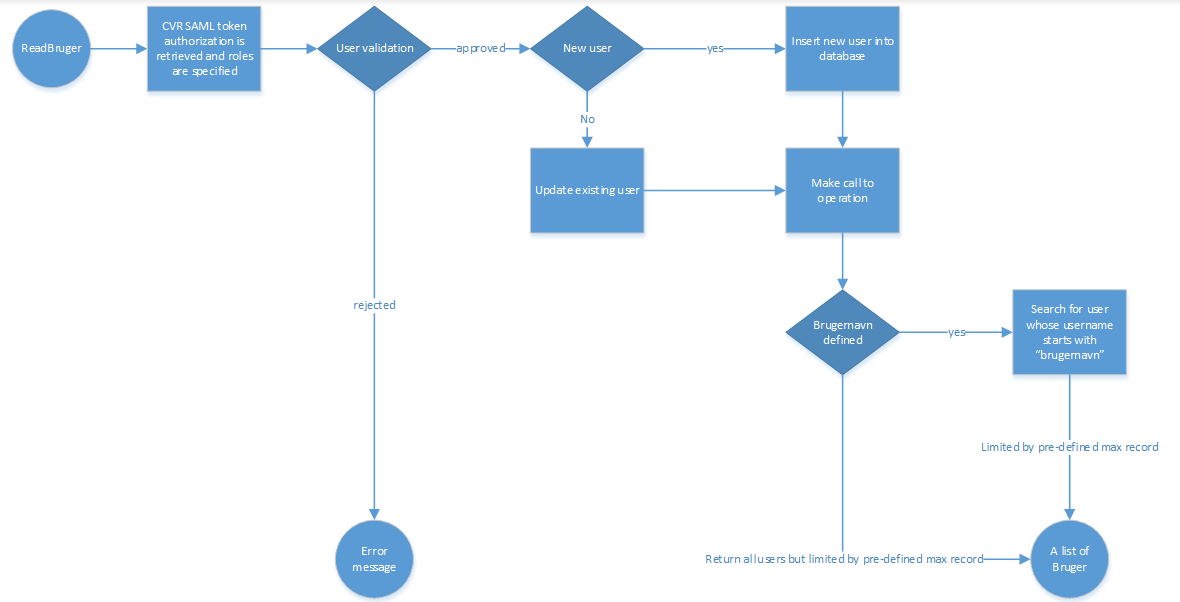 ReadBruger
CVR SAML token
authorization is
retrieved and roles
are specified
User validation
approved
New user
yes
Insert new user into
database
No
Update existing user
Make call to
operation
rejected
Brugernavn
defined
yes
Search for user
whose username
starts with
“brugernavn”
Limited by pre-defined max record
Error
message
Return all users but limited by pre-defined max record
A list of
Bruger